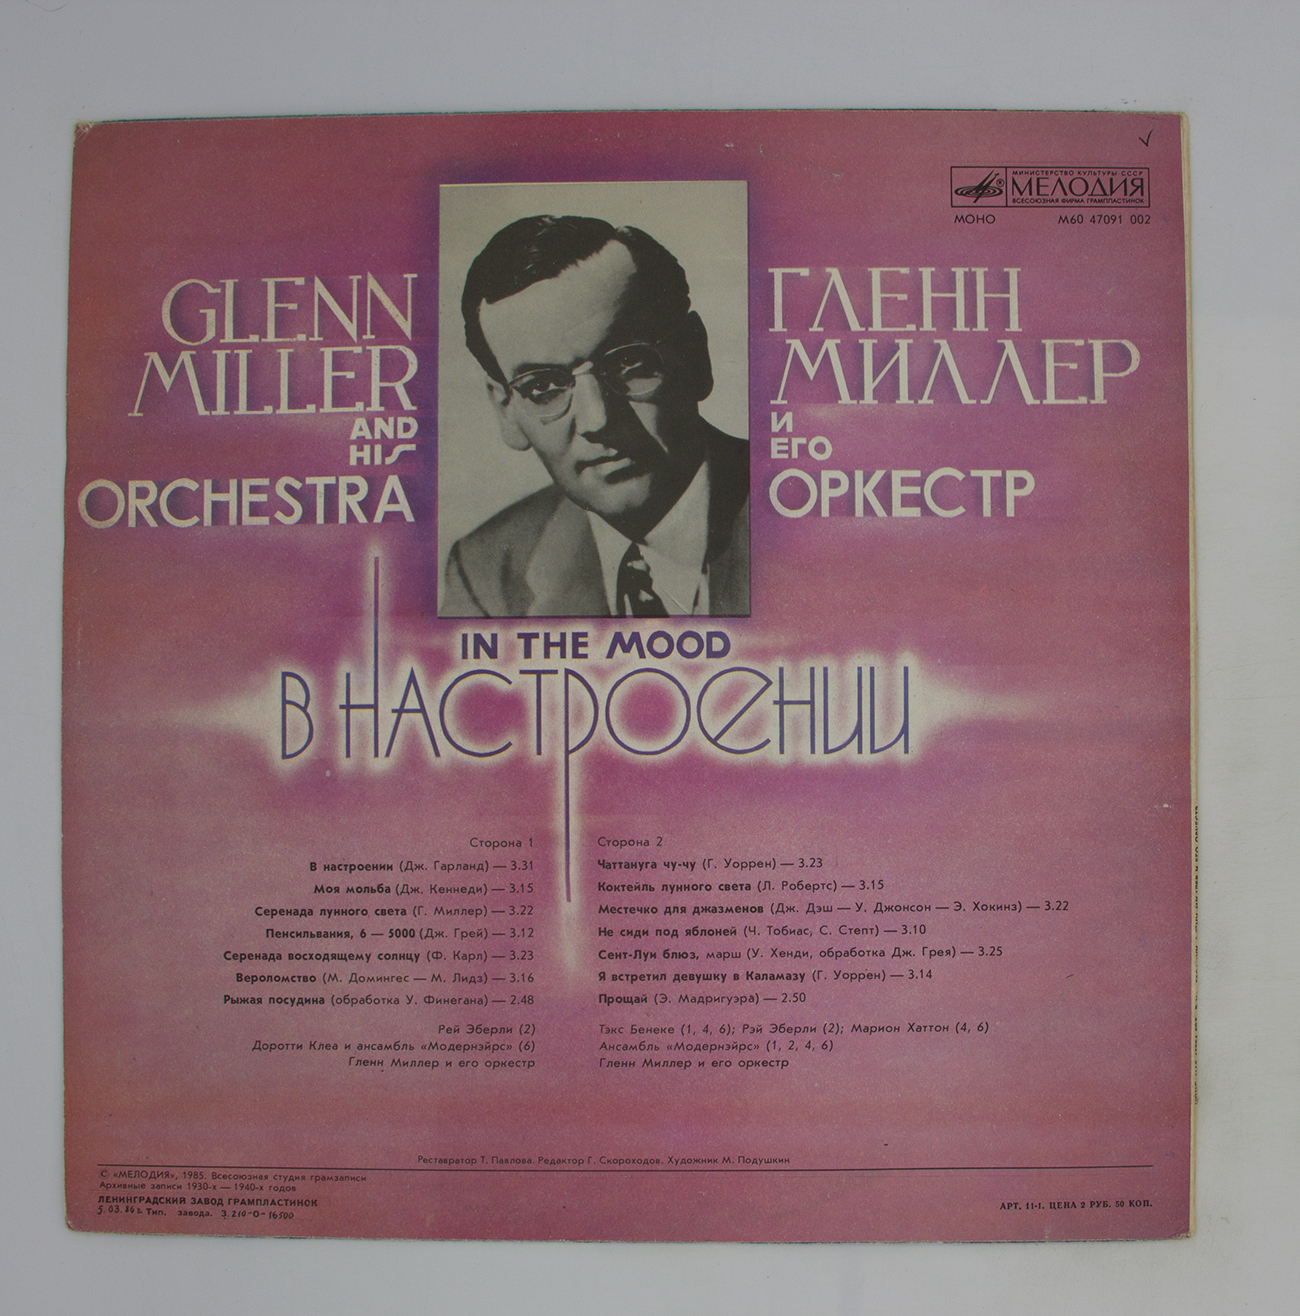 МИНИСТЕРСТВО КУЛЬТУРЫ СССР
МЕЛОДИЯ
ВСЕСОЮЗНАЯ ФИРМА ГРАМПЛАСТИНОК
МОНО M60 47091 002
GLENN
MILLER
AND
HIS
ORCHESTRA
ГЛЕНН
МИЛЛЕР
И
ЕГО
ОРКЕСТР
IN THE MOOD
В НАСТРОЕНИИ
Сторона 1
В настроении (Дж. Гарланд) — 3.31
Моя мольба (Дж. Кеннеди) — 3.15
Серенада лунного света (Г. Миллер) — 3.22
Пенсильвания, 6 — 5000 (Дж. Грей) — 3.12
Серенада восходящему солнцу (Ф. Карл) — 3.23
Вероломство (М. Домингес — М. Лидз) — 3.16
Рыжая посудина (обработка У. Финегана) — 2.48
Рей Эберли (2)
Доротти Клеа и ансамбль «Модернэйрс» (6)
Гленн Миллер и его оркестр
Сторона 2
Чаттануга чу-чу (Г. Уоррен) — 3.23
Коктейль лунного света (Л. Робертс) — 3.15
Местечко для джазменов (Дж. Дэш — У. Джонсон — Э. Хокинз) — 3.22
Не сиди под яблоней (Ч. Тобиас, С. Степт) — 3.10
Сент-Луи блюз, марш (У. Хенди, обработка Дж. Грея) — 3.25
Я встретил девушку в Каламазу (Г. Уоррен) — 3.14
Прощай (Э. Мадригуэра) — 2.50
Тэкс Бенеке (1, 4, 6); Рэй Эберли (2); Марион Хаттон (4, 6)
Ансамбль «Модернэйрс» (1, 2, 4, 6)
Гленн Миллер и его оркестр
Реставратор Т. Павлова. Редактор Г. Скороходов. Художник М. Подушкин
© «МЕЛОДИЯ», 1985. Всесоюзная студия грамзаписи
Архивные записи 1930-х — 1940-х годов
ЛЕНИНГРАДСКИЙ ЗАВОД ГРАМПЛАСТИНОК
5.03.86 г. Тип. завода. З. 210-0-16500
АРТ. 11-1. ЦЕНА 2 РУБ. 50 КОП.